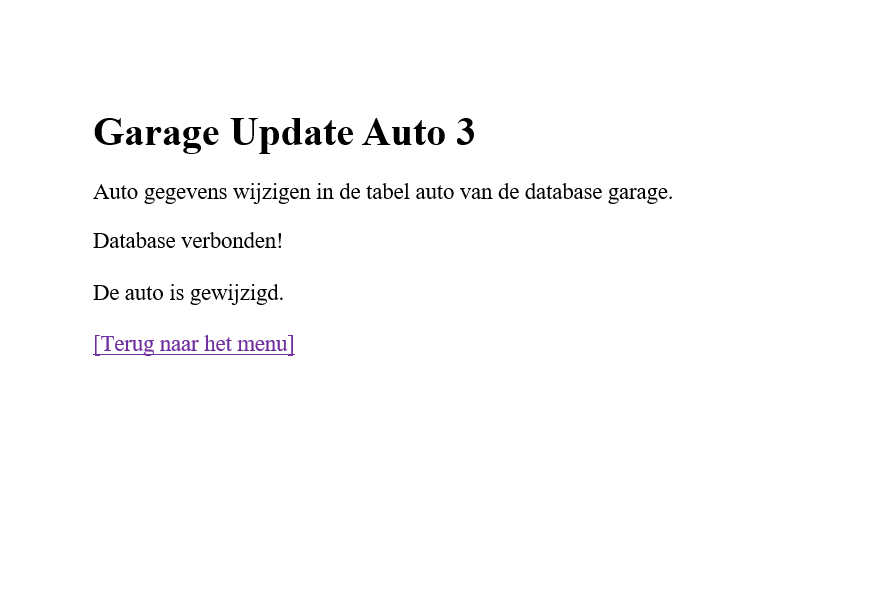 Garage Update Auto 3
Auto gegevens wijzigen in de tabel auto van de database garage.
Database verbonden!
De auto is gewijzigd.
[Terug naar het menu]